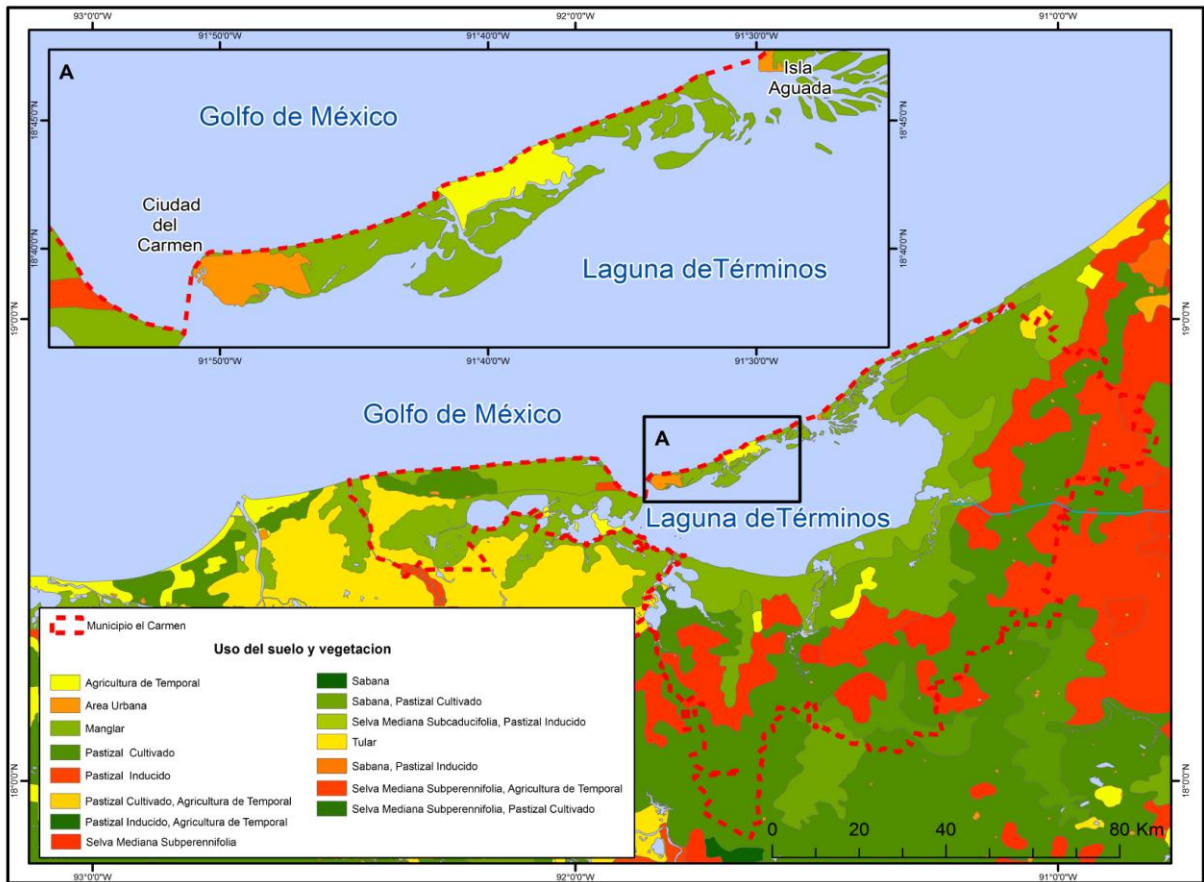 93°0'0"W
92°0'0"W
91°0'0"W
91°50'0"W
91°40'0"W
91°30'0"W
A
Isla
Aguada
Golfo de México
18°45'0"N
18°45'0"N
Ciudad
del
Carmen
18°40'0"N
18°40'0"N
Laguna deTérminos
19°0'0"N
19°0'0"N
91°50'0"W
91°40'0"W
91°30'0"W
Golfo de México
A
Laguna deTérminos
Municipio el Carmen
Uso del suelo y vegetacion
Agricultura de Temporal
Area Urbana
Manglar
Pastizal Cultivado
Pastizal Inducido
Pastizal Cultivado, Agricultura de Temporal
Pastizal Inducido, Agricultura de Temporal
Selva Mediana Subperennifolia
Sabana
Sabana, Pastizal Cultivado
Selva Mediana Subcaducifolia, Pastizal Inducido
Tular
Sabana, Pastizal Inducido
Selva Mediana Subperennifolia, Agricultura de Temporal
Selva Mediana Subperennifolia, Pastizal Cultivado
18°0'0"N
18°0'0"N
0 20 40 80 Km
93°0'0"W
92°0'0"W
91°0'0"W